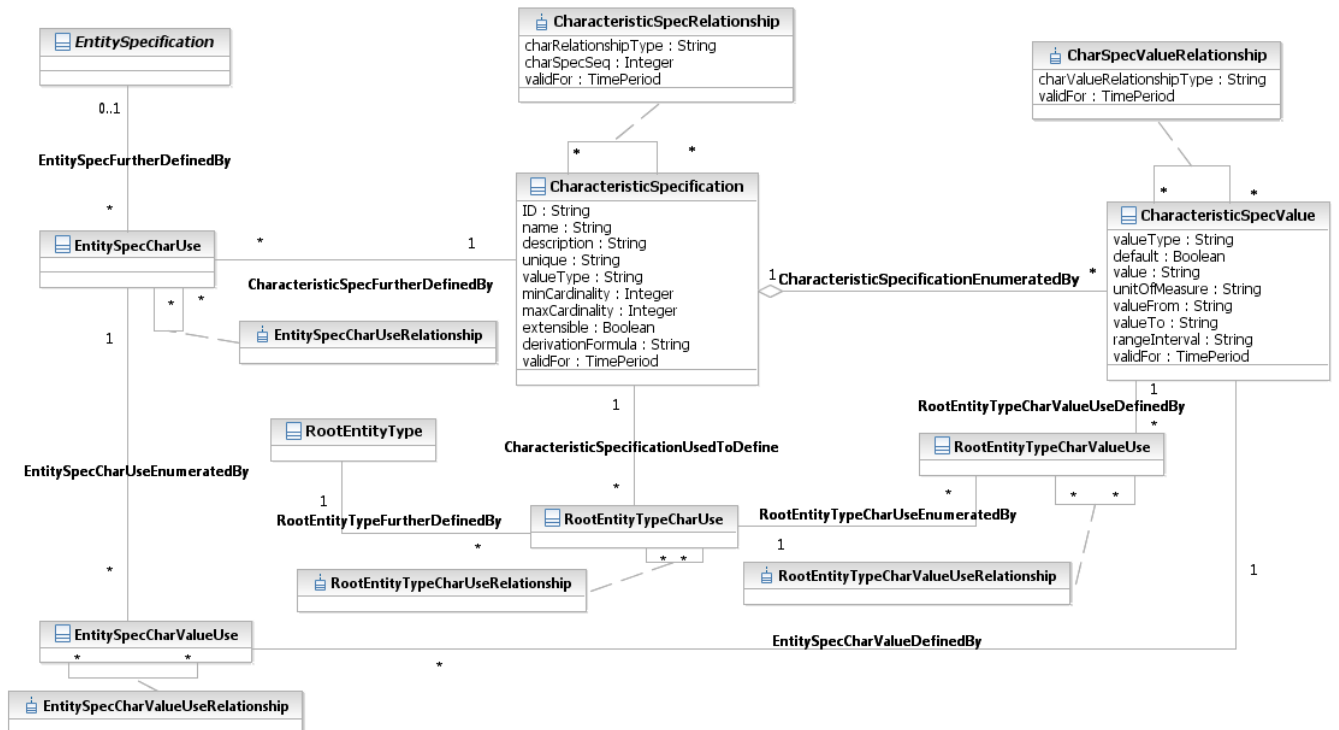 CharacteristicSpecRelationship
charRelationshipType : String
charSpecSeq : Integer
validFor : TimePeriod
EntitySpecification
CharSpecValueRelationship
charValueRelationshipType : String
validFor : TimePeriod
0..1
EntitySpecFurtherDefinedBy
*
*
*
CharacteristicSpecification
ID : String
name : String
description : String
unique : String
valueType : String
minCardinality : Integer
maxCardinality : Integer
extensible : Boolean
derivationFormula : String
validFor : TimePeriod
*
*
CharacteristicSpecValue
valueType : String
default : Boolean
value : String
unitOfMeasure : String
valueFrom : String
valueTo : String
rangeInterval : String
validFor : TimePeriod
EntitySpecCharUse
*
1
CharacteristicSpecFurtherDefinedBy
1
CharacteristicSpecificationEnumeratedBy
*
*
*
1
EntitySpecCharUseRelationship
1
1
RootEntityTypeCharValueUseDefinedBy
*
RootEntityType
CharacteristicSpecificationUsedToDefine
RootEntityTypeCharValueUse
EntitySpecCharUseEnumeratedBy
1
*
*
*
*
RootEntityTypeFurtherDefinedBy
RootEntityTypeCharUse
RootEntityTypeCharUseEnumeratedBy
*
1
*
*
*
RootEntityTypeCharUseRelationship
RootEntityTypeCharValueUseRelationship
1
EntitySpecCharValueUse
EntitySpecCharValueDefinedBy
*
*
*
EntitySpecCharValueUseRelationship